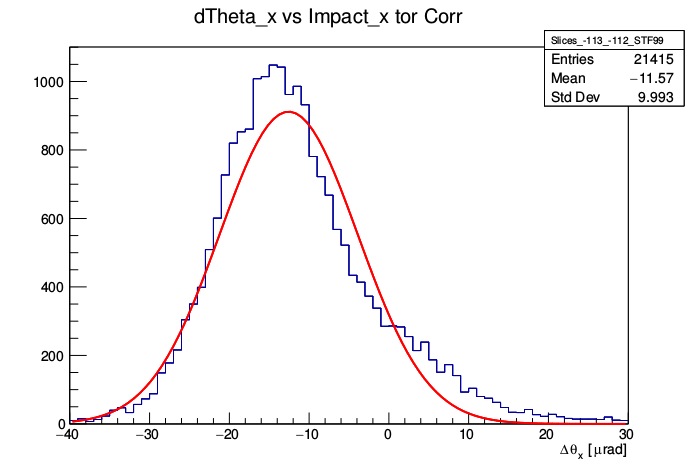 dTheta_x vs Impact_x tor Corr
Slices_-113_-112_STF99
Entries 21415
Mean −11.57
Std Dev 9.993
1000
800
600
400
200
0
−40 −30 −20 −10 0 10 20 30
Δθx [μrad]